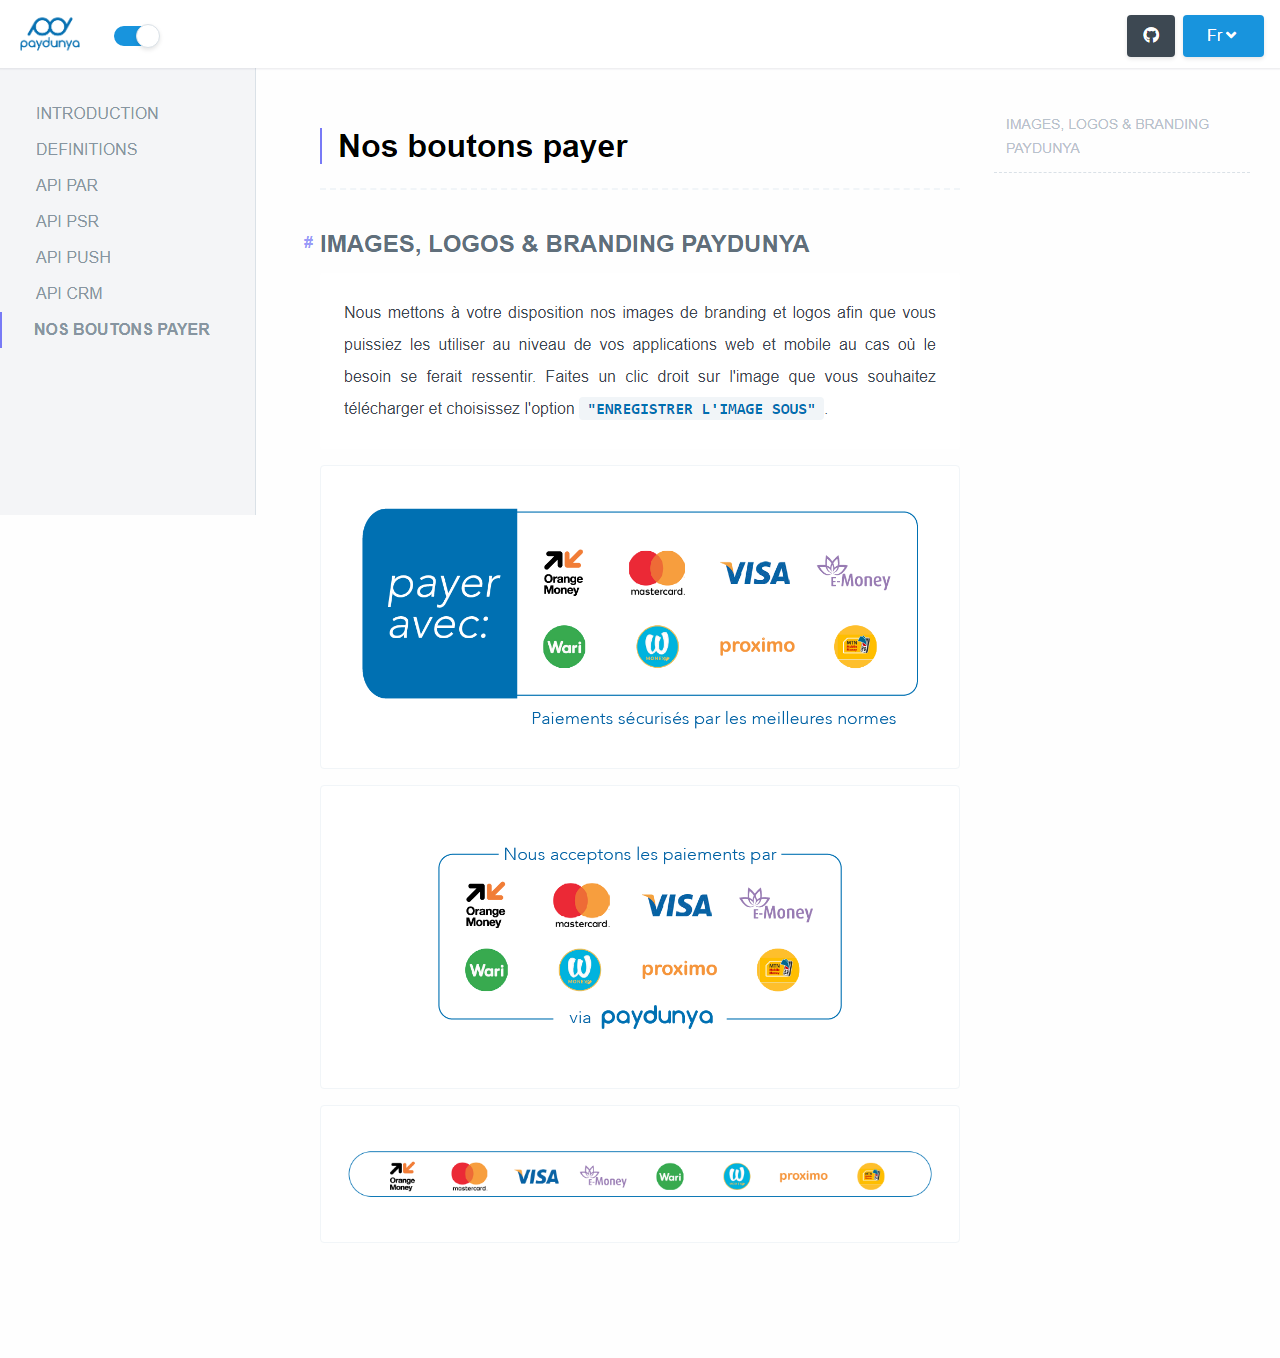 paydunya
Fr
INTRODUCTION
DEFINITIONS
API PAR
API PSR
API PUSH
API CRM
NOS BOUTONS PAYER
Nos boutons payer
# IMAGES, LOGOS & BRANDING PAYDUNYA
Nous mettons à votre disposition nos images de branding et logos afin que vous
puissiez les utiliser au niveau de vos applications web et mobile au cas où le
besoin se ferait ressentir. Faites un clic droit sur l'image que vous souhaitez
télécharger et choisissez l'option "ENREGISTRER L'IMAGE SOUS".
payer
avec:
Orange
Money
mastercard.
VISA
E-Money
Wari
W
MONEY
proximo
MTN
Paiements sécurisés par les meilleures normes
Nous acceptons les paiements par
Orange
Money
mastercard.
VISA
E-Money
Wari
W
MONEY
proximo
MTN
via paydunya
Orange
Money
mastercard.
VISA
E-Money
Wari
W
proximo
IMAGES, LOGOS & BRANDING
PAYDUNYA